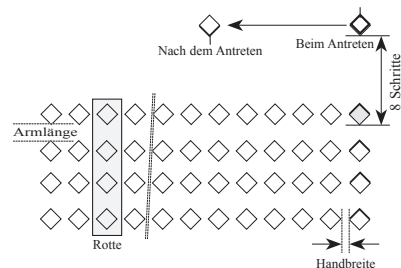 Nach dem Antreten
Beim Antreten
8 Schritte
Armlänge
Rotte
Handbreite